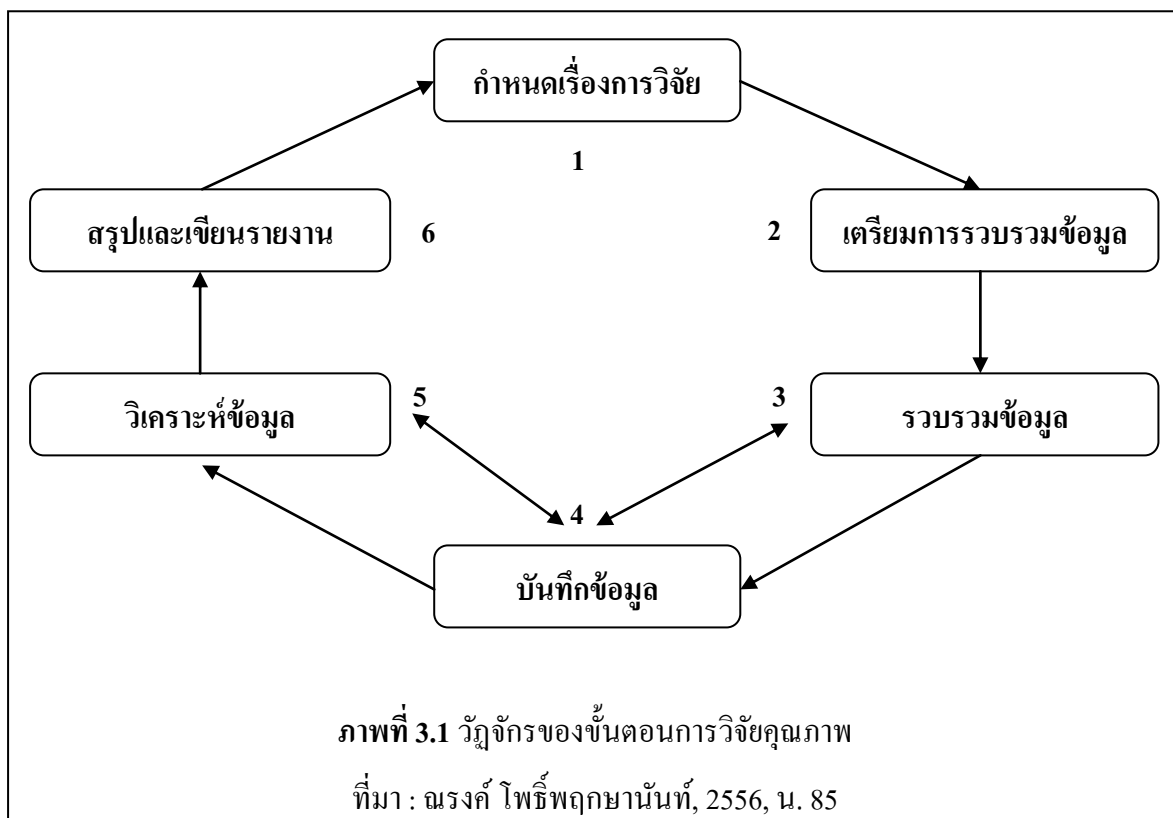 กำหนดเรื่องการวิจัย
1
สรุปและเขียนรายงาน
6
2
เตรียมการรวบรวมข้อมูล
วิเคราะห์ข้อมูล
5
3
รวบรวมข้อมูล
4
บันทึกข้อมูล
ภาพที่ 3.1 วัฏจักรของขั้นตอนการวิจัยคุณภาพ
ที่มา : ณรงค์ โพธิ์พฤกษานันท์, 2556, น. 85